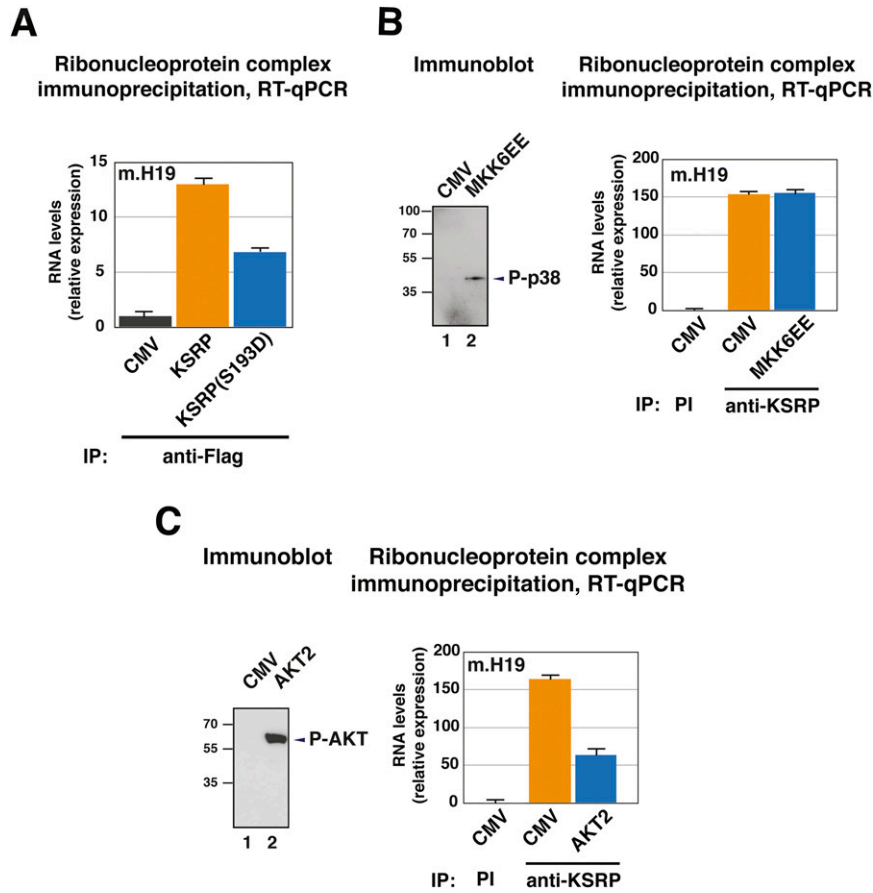 A
Ribonucleoprotein complex
immunoprecipitation, RT-qPCR
RNA levels
(relative expression)
15
10
5
0
m.H19
CMV
KSRP
KSRP(S193D)
IP: anti-Flag
B
Immunoblot
CMV
MKK6EE
100
70
55
35
P-p38
1 2
Ribonucleoprotein complex
immunoprecipitation, RT-qPCR
RNA levels
(relative expression)
200
150
100
50
0
m.H19
CMV
CMV
MKK6EE
IP: PI anti-KSRP
C
Immunoblot
CMV
AKT2
70
55
35
P-AKT
1 2
Ribonucleoprotein complex
immunoprecipitation, RT-qPCR
RNA levels
(relative expression)
200
150
100
50
0
m.H19
CMV
CMV
AKT2
IP: PI anti-KSRP